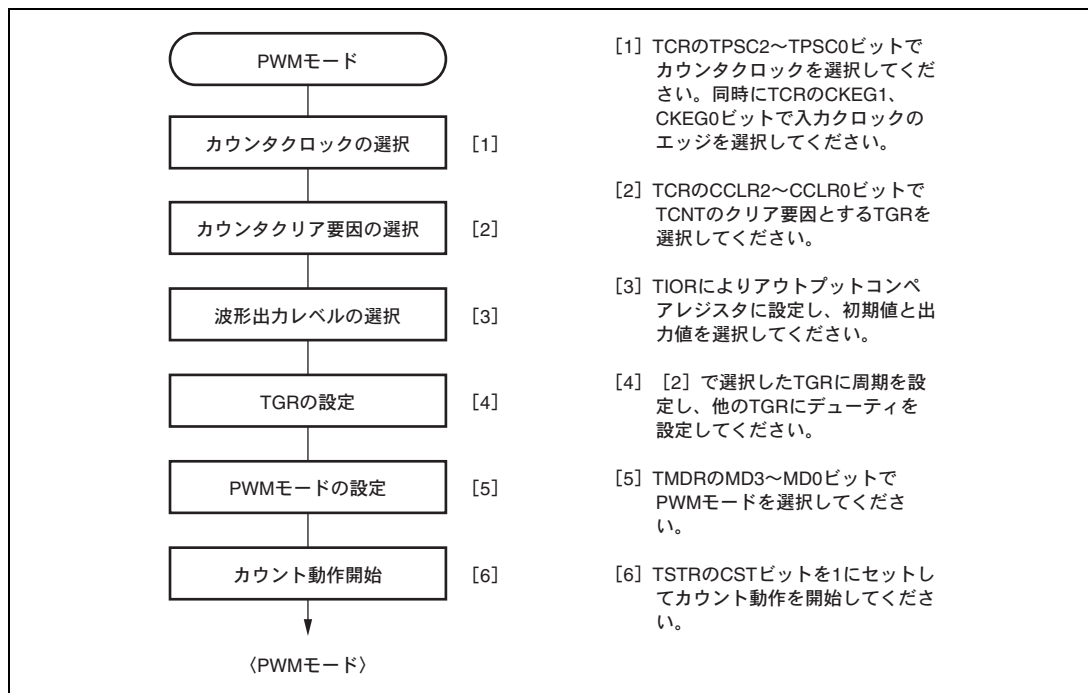 PWMモード
カウンタクロックの選択 [1]
カウンタクリア要因の選択 [2]
波形出力レベルの選択 [3]
TGRの設定 [4]
PWMモードの設定 [5]
カウント動作開始 [6]
〈PWMモード〉
[1] TCRのTPSC2～TPSC0ビットで
カウンタクロックを選択してくだ
さい。同時にTCRのCKEG1、
CKEG0ビットで入力クロックの
エッジを選択してください。
[2] TCRのCCLR2～CCLR0ビットで
TCNTのクリア要因とするTGRを
選択してください。
[3] TIORによりアウトプットコンペ
アレジスタに設定し、初期値と出
力値を選択してください。
[4] [2]で選択したTGRに周期を設
定し、他のTGRにデューティを
設定してください。
[5] TMDRのMD3～MD0ビットで
PWMモードを選択してくださ
い。
[6] TSTRのCSTビットを1にセットし
てカウント動作を開始してくださ
い。